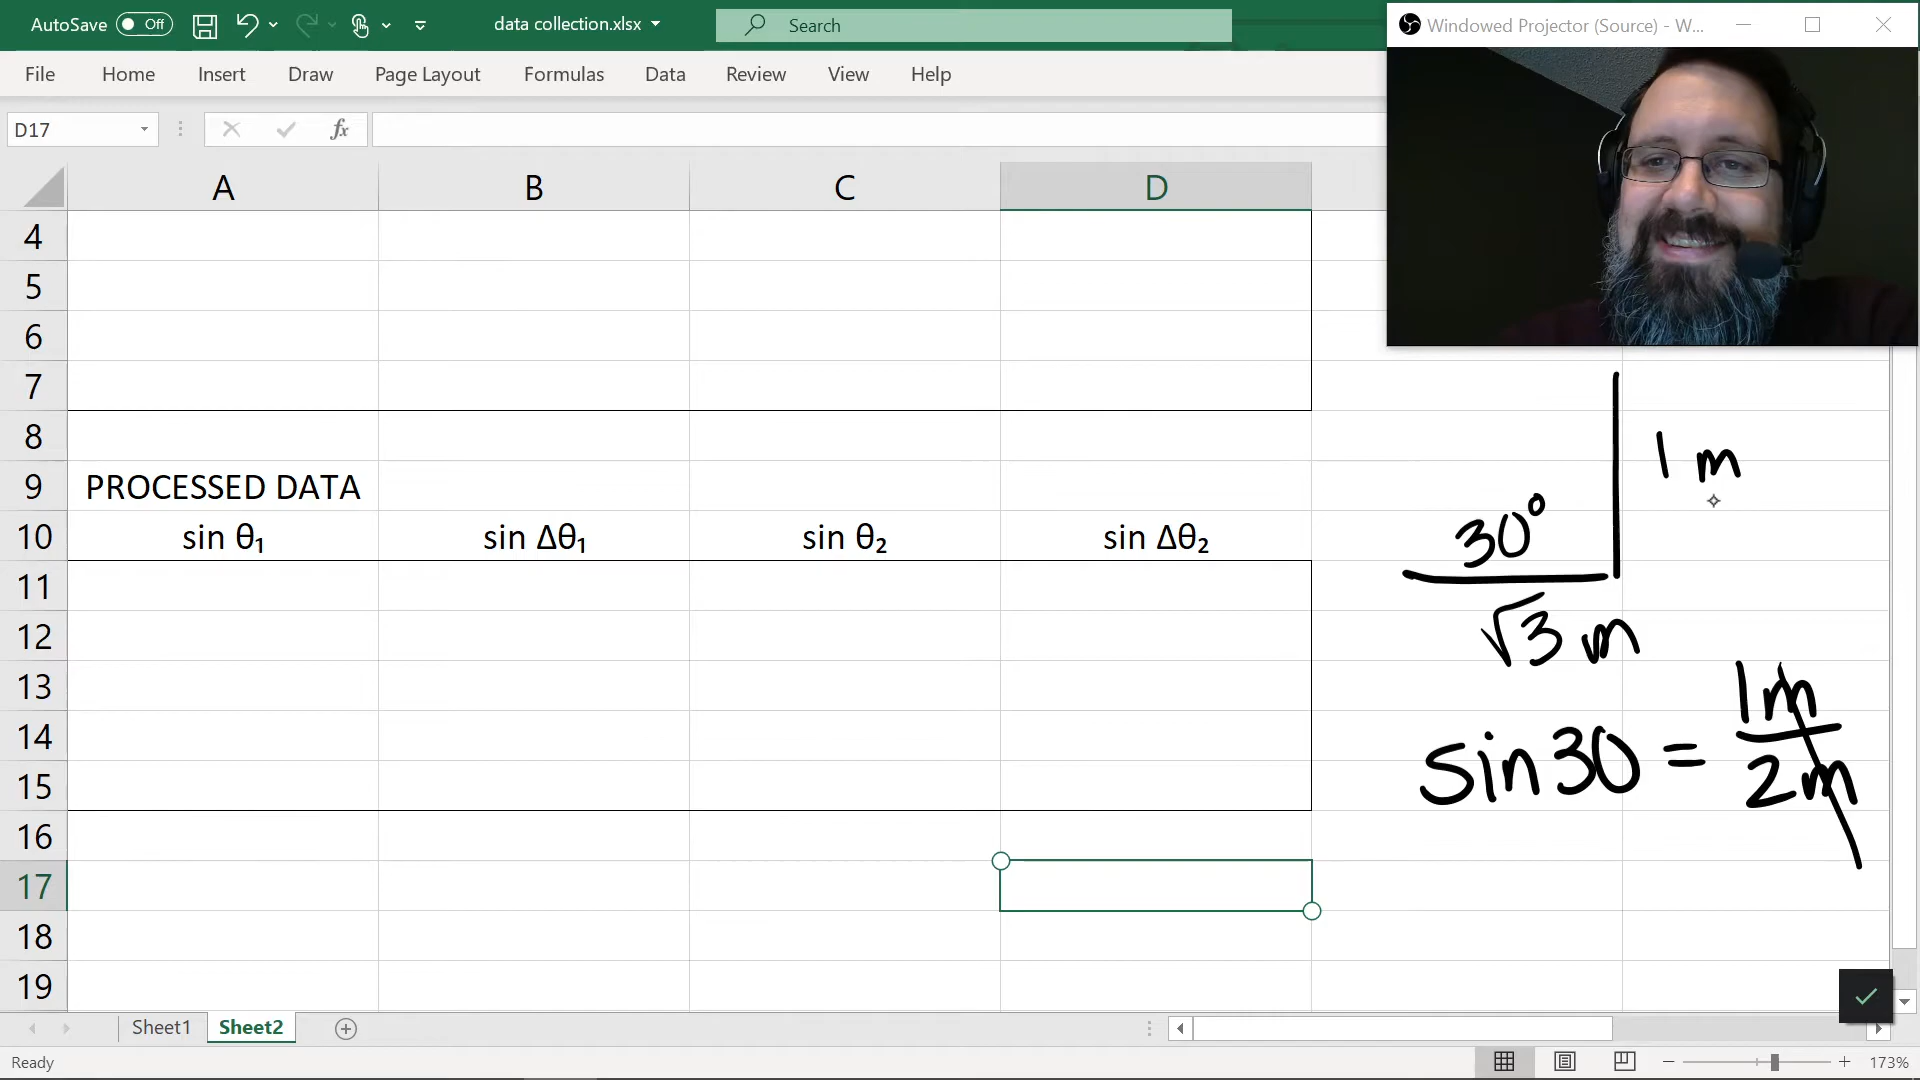 AutoSave Off data collection.xlsx Search
Windowed Projector (Source) - W...
File Home Insert Draw Page Layout Formulas Data Review View Help
D17 fx
A B C D
4
5
6
7
8
9 PROCESSED DATA
10 sin θ₁ sin Δθ₁ sin θ₂ sin Δθ₂
11
12
13
14
15
16
17
18
19
1 m
30°
√3 m
sin 30 = 1m
2m
Sheet1 Sheet2
Ready 173%